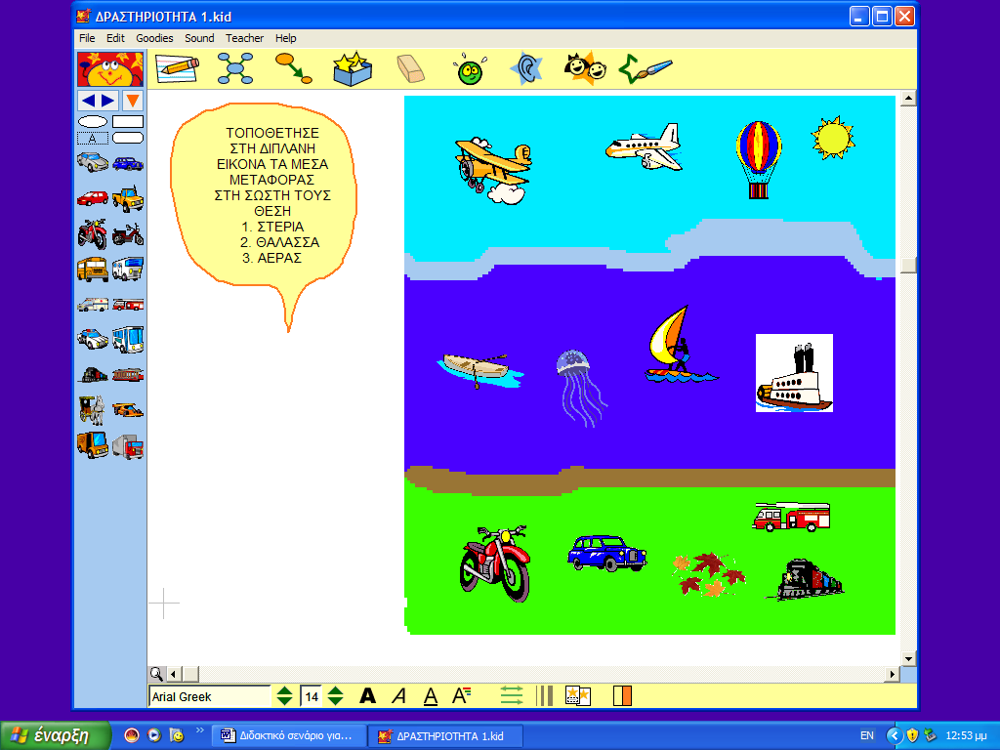 ΔΡΑΣΤΗΡΙΟΤΗΤΑ 1.kid
File Edit Goodies Sound Teacher Help
A
ΤΟΠΟΘΕΤΗΣΕ
ΣΤΗ ΔΙΠΛΑΝΗ
ΕΙΚΟΝΑ ΤΑ ΜΕΣΑ
ΜΕΤΑΦΟΡΑΣ
ΣΤΗ ΣΩΣΤΗ ΤΟΥΣ
ΘΕΣΗ
1. ΣΤΕΡΙΑ
2. ΘΑΛΑΣΣΑ
3. ΑΕΡΑΣ
Arial Greek 14 A A A A
έναρξη » Διδακτικό σενάριο για... ΔΡΑΣΤΗΡΙΟΤΗΤΑ 1.kid EN 12:53 μμ